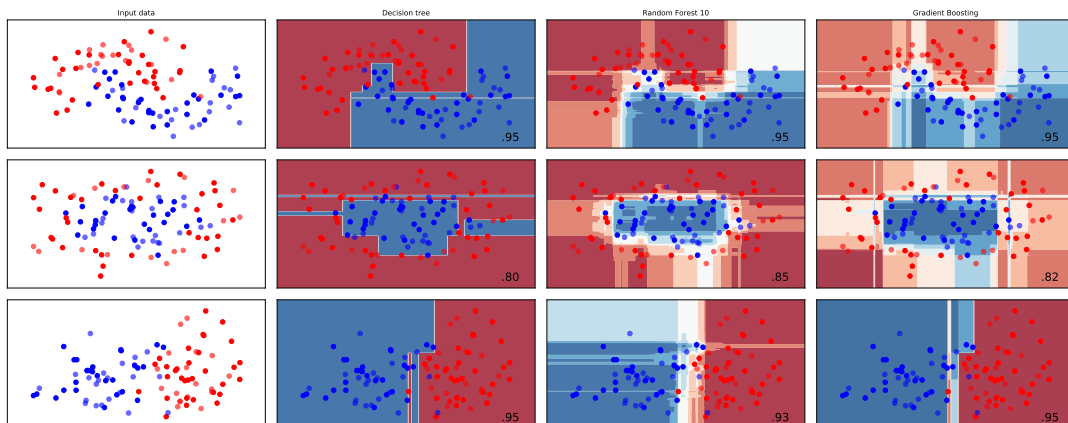 Input data
Decision tree
Random Forest 10
Gradient Boosting
.95
.95
.95
.80
.85
.82
.95
.93
.95